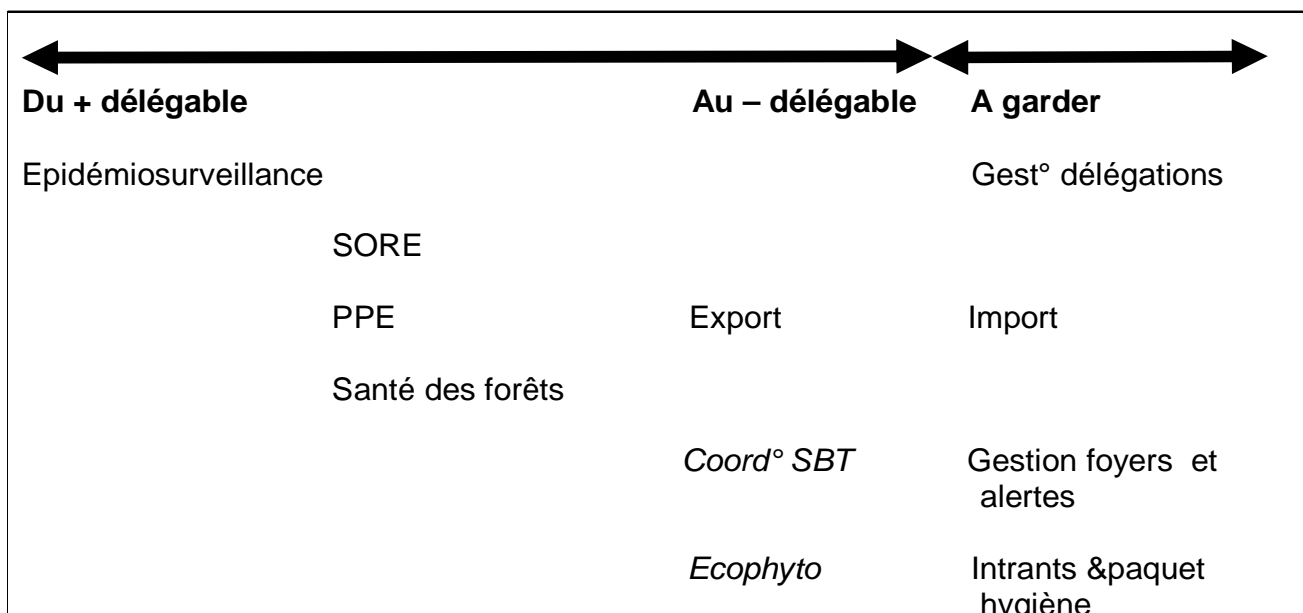 Du + délégable Au – délégable A garder
Epidémiosurveillance Gest° délégations
SORE
PPE Export Import
Santé des forêts
Coord° SBT Gestion foyers et
alertes
Ecophyto Intrants &paquet
hygiène